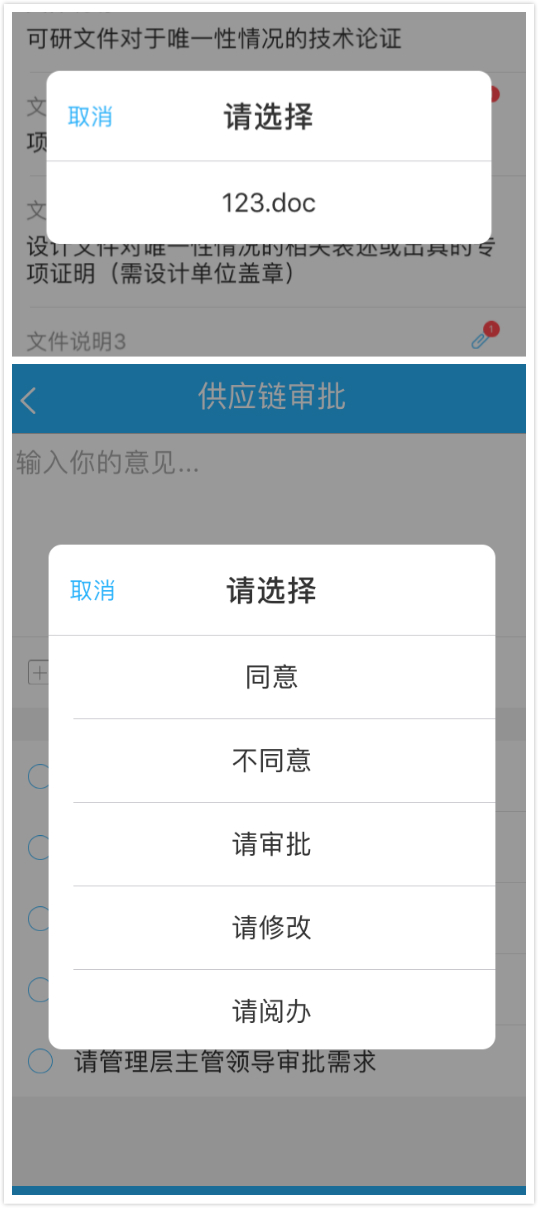 可研文件对于唯一性情况的技术论证
文
取消
请选择
项
123.doc
文
设计文件对唯一性情况的相关表述或出具的专
项证明（需设计单位盖章）
文件说明3
1
供应链审批
输入你的意见...
取消
请选择
同意
不同意
请审批
请修改
请阅办
请管理层主管领导审批需求